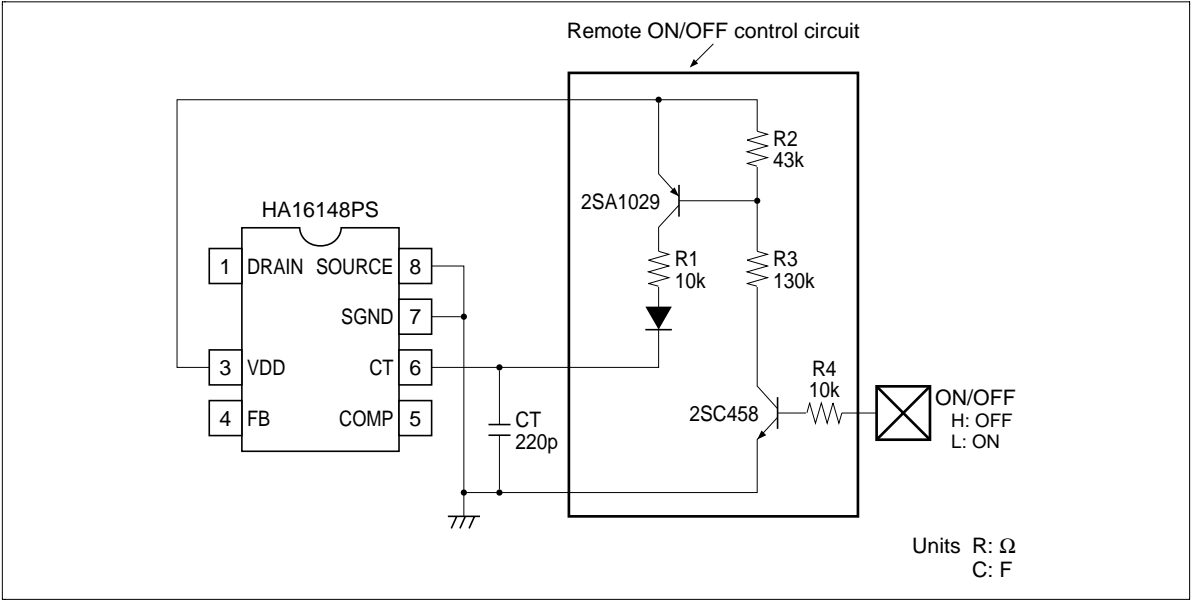 Remote ON/OFF control circuit
R2
43k
2SA1029
HA16148PS
1 DRAIN SOURCE 8
R1
10k
R3
130k
SGND 7
3 VDD CT 6
R4
10k
4 FB COMP 5
CT
220p
2SC458
ON/OFF
H: OFF
L: ON
Units R: Ω
C: F